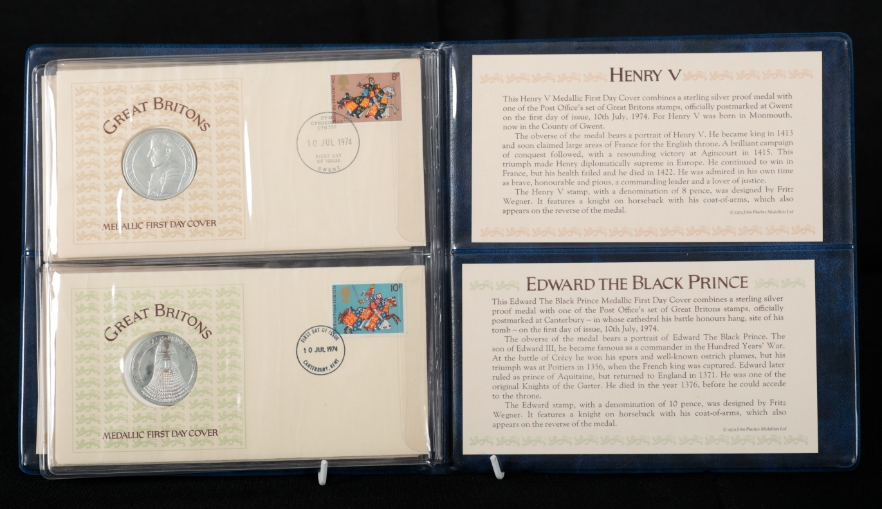 GREAT BRITONS
MEDALLIC FIRST DAY COVER
8P
10 JUL 1974
FIRST DAY
OF ISSUE
GWENT
GREAT BRITONS
MEDALLIC FIRST DAY COVER
10P
FIRST DAY OF ISSUE
10 JUL 1974
CANTERBURY, KENT
HENRY V
This Henry V Medallic First Day Cover combines a sterling silver proof medal with
one of the Post Office's set of Great Britons stamps, officially postmarked at Gwent
on the first day of issue, 10th July, 1974. For Henry V was born in Monmouth,
now in the County of Gwent.
The obverse of the medal bears a portrait of Henry V. He became king in 1413
and soon claimed large areas of France for the English throne. A brilliant campaign
of conquest followed, with a resounding victory at Agincourt in 1415. This
triumph made Henry diplomatically supreme in Europe. He continued to win in
France, but his health failed and he died in 1422. He was admired in his own time
as brave, honourable and pious, a commanding leader and a lover of justice.
The Henry V stamp, with a denomination of 8 pence, was designed by Fritz
Wegner. It features a knight on horseback with his coat-of-arms, which also
appears on the reverse of the medal.
EDWARD THE BLACK PRINCE
This Edward The Black Prince Medallic First Day Cover combines a sterling silver
proof medal with one of the Post Office's set of Great Britons stamps, officially
postmarked at Canterbury – in whose cathedral his battle honours hang, site of his
tomb – on the first day of issue, 10th July, 1974.
The obverse of the medal bears a portrait of Edward The Black Prince. The
son of Edward III, he became famous as a commander in the Hundred Years' War.
At the battle of Crécy he won his spurs and well-known ostrich plumes, but his
triumph was at Poitiers in 1356, when the French king was captured. Edward later
ruled as prince of Aquitaine, but returned to England in 1371. He was one of the
original Knights of the Garter. He died in the year 1376, before he could accede
to the throne.
The Edward stamp, with a denomination of 10 pence, was designed by Fritz
Wegner. It features a knight on horseback with his coat-of-arms, which also
appears on the reverse of the medal.